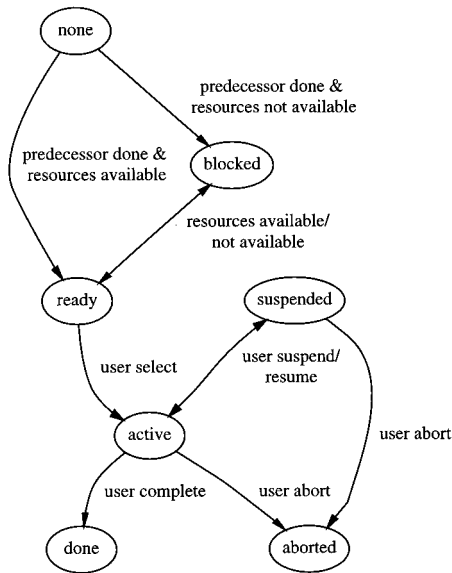 none
predecessor done &
resources not available
predecessor done &
resources available
blocked
resources available/
not available
ready
suspended
user select
user suspend/
resume
active
user abort
user complete
user abort
done
aborted